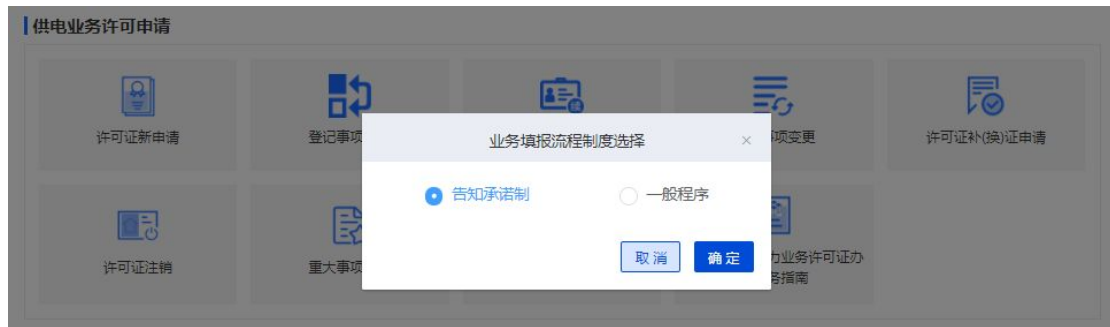 供电业务许可申请
许可证新申请
登记事项
项变更
许可证补(换)证申请
业务填报流程制度选择
告知承诺制
一般程序
取消
确定
许可证注销
重大事项
业务许可证办
指南